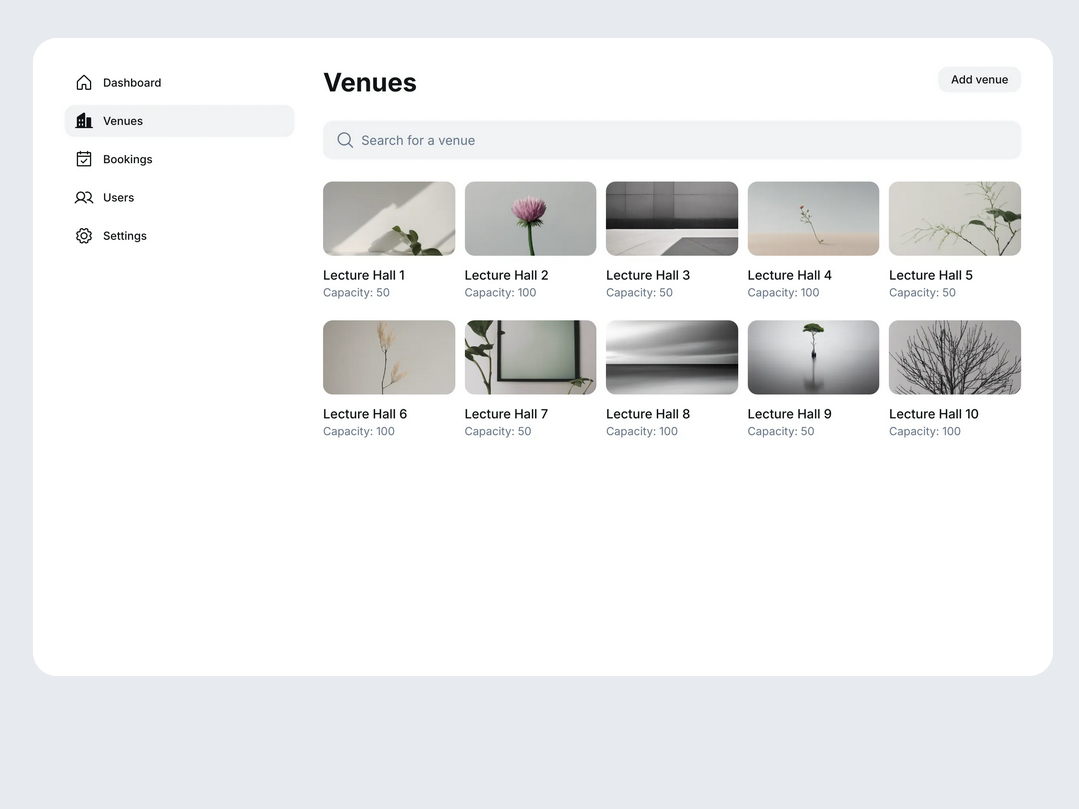 Dashboard
Venues
Bookings
Users
Settings
Venues
Add venue
Search for a venue
Lecture Hall 1
Capacity: 50
Lecture Hall 2
Capacity: 100
Lecture Hall 3
Capacity: 50
Lecture Hall 4
Capacity: 100
Lecture Hall 5
Capacity: 50
Lecture Hall 6
Capacity: 100
Lecture Hall 7
Capacity: 50
Lecture Hall 8
Capacity: 100
Lecture Hall 9
Capacity: 50
Lecture Hall 10
Capacity: 100